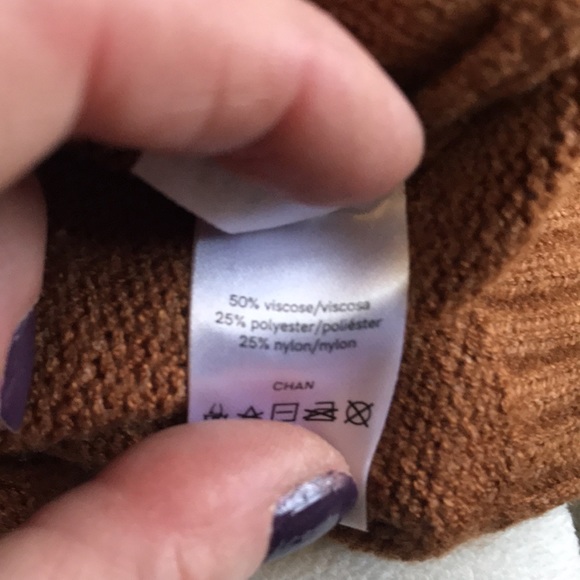 50% viscose/viscosa
25% polyester/poliéster
25% nylon/nylon
CHAN